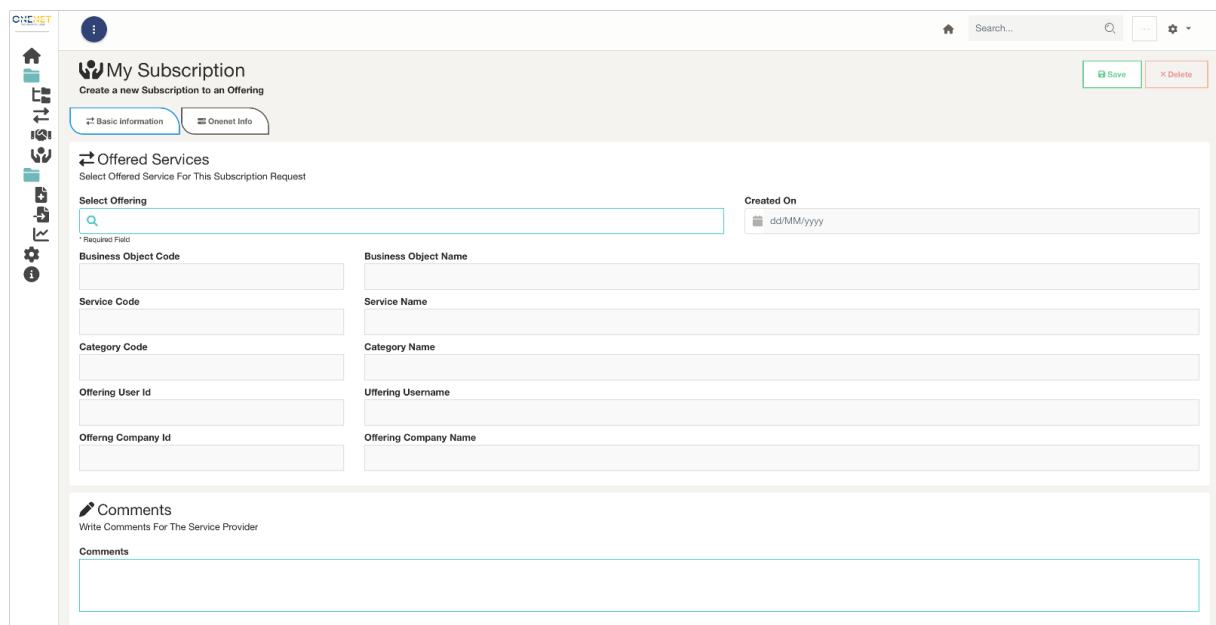 ONENET
Search...
My Subscription
Create a new Subscription to an Offering
Save
Delete
Basic information
Onenet Info
Offered Services
Select Offered Service For This Subscription Request
Select Offering
Created On
dd/MM/yyyy
* Required Field
Business Object Code
Business Object Name
Service Code
Service Name
Category Code
Category Name
Offering User Id
Uffering Username
Offerng Company Id
Offering Company Name
Comments
Write Comments For The Service Provider
Comments